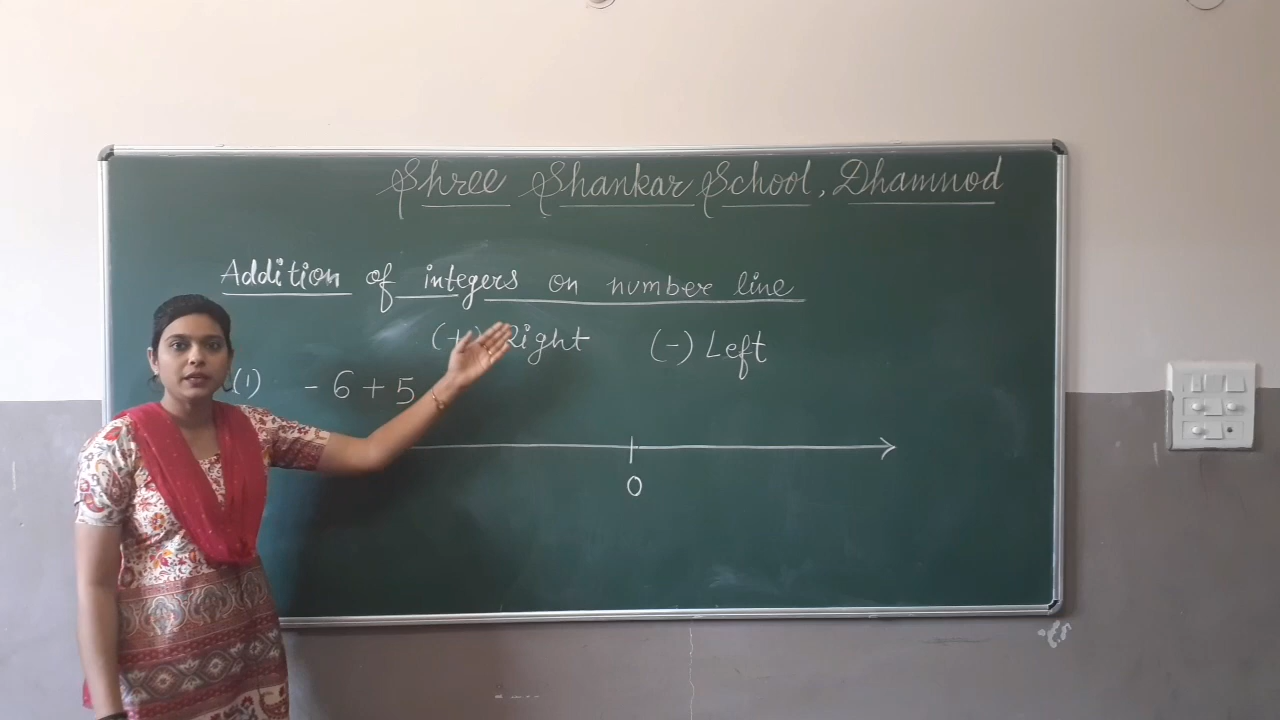 Shree Shankar School, Dhamnod
Addition of integers on number line
(+) Right (-) Left
(1) - 6 + 5
0